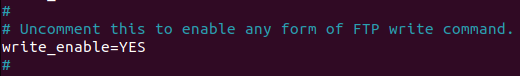 #
# Uncomment this to enable any form of FTP write command.
write_enable=YES
#